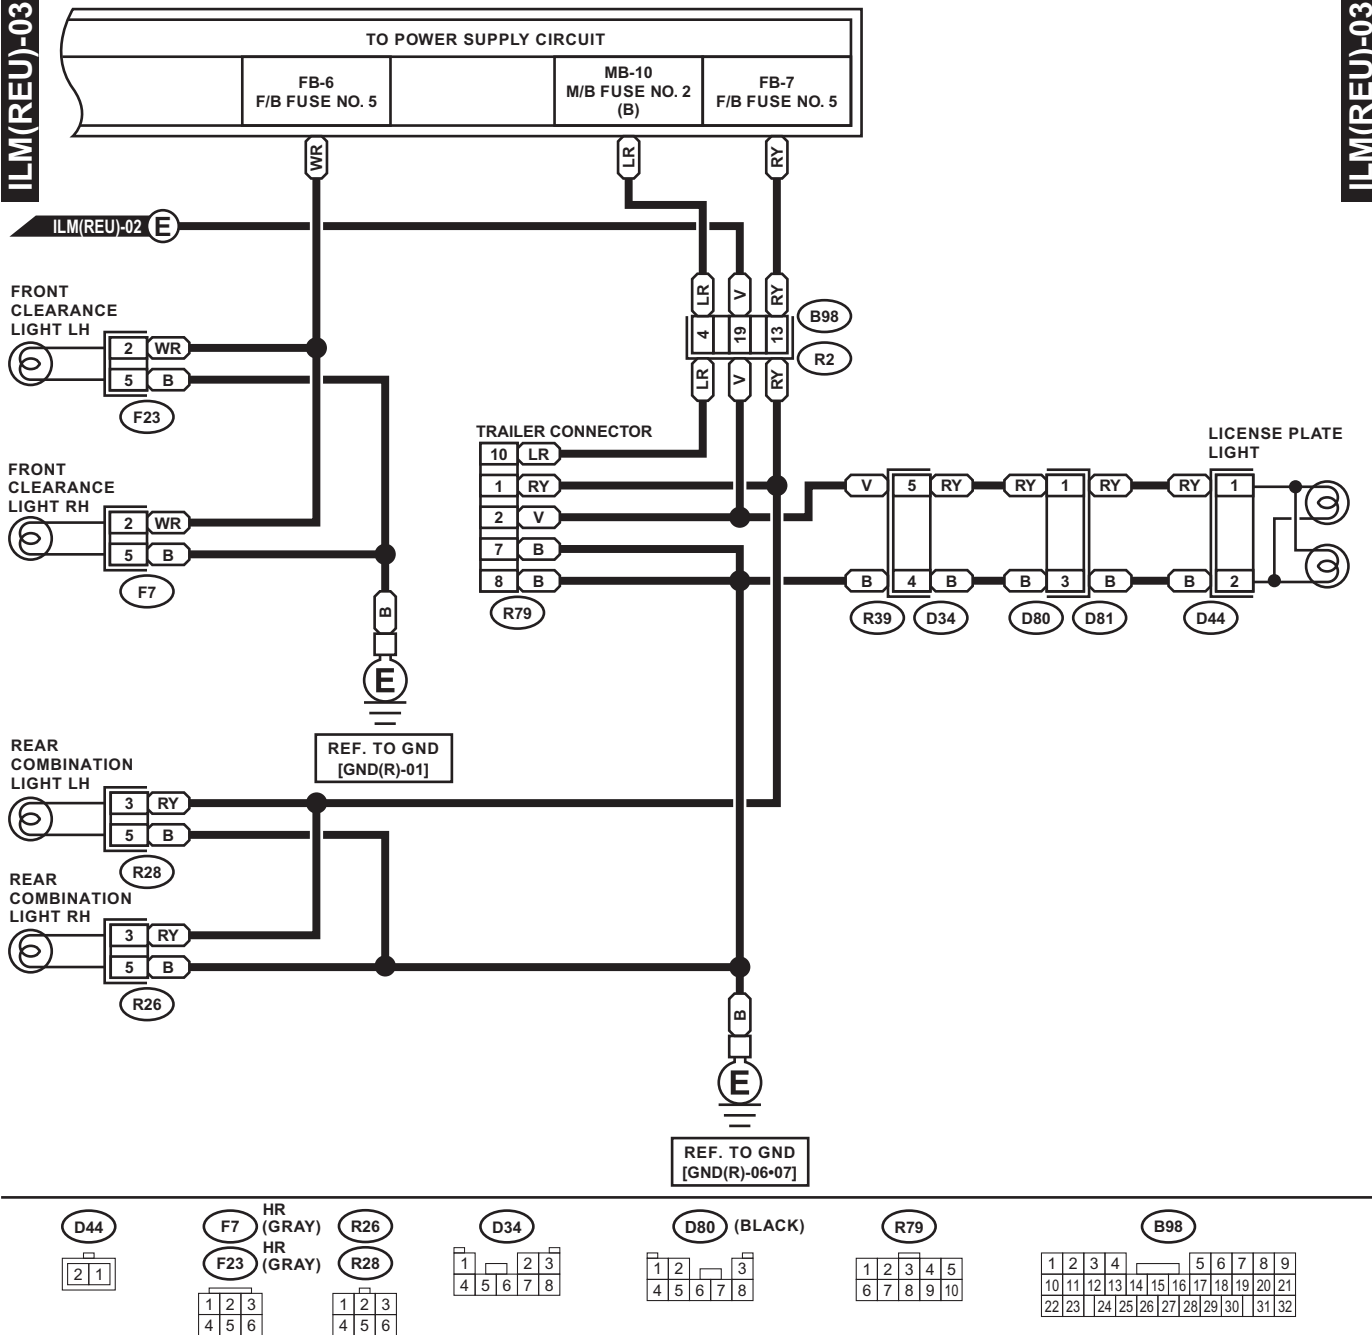 ILM(REU)-03
ILM(REU)-03
TO POWER SUPPLY CIRCUIT
FB-6
F/B FUSE NO. 5
MB-10
M/B FUSE NO. 2
(B)
FB-7
F/B FUSE NO. 5
WR
LR
RY
ILM(REU)-02 E
LR V RY
4 19 13
B98
R2
LR V RY
FRONT
CLEARANCE
LIGHT LH
2 WR
5 B
F23
FRONT
CLEARANCE
LIGHT RH
2 WR
5 B
F7
B
E
REF. TO GND
[GND(R)-01]
TRAILER CONNECTOR
10 LR
1 RY
2 V
7 B
8 B
R79
LICENSE PLATE
LIGHT
V 5 RY RY 1 RY RY 1
B 4 B B 3 B B 2
R39 D34 D80 D81 D44
REAR
COMBINATION
LIGHT LH
3 RY
5 B
R28
REAR
COMBINATION
LIGHT RH
3 RY
5 B
R26
B
E
REF. TO GND
[GND(R)-06•07]
D44
2 1
F7 HR (GRAY)
F23 HR (GRAY)
1 2 3
4 5 6
R26
R28
1 2 3
4 5 6
D34
1 2 3
4 5 6 7 8
D80 (BLACK)
1 2 3
4 5 6 7 8
R79
1 2 3 4 5
6 7 8 9 10
B98
1 2 3 4 5 6 7 8 9
10 11 12 13 14 15 16 17 18 19 20 21
22 23 24 25 26 27 28 29 30 31 32